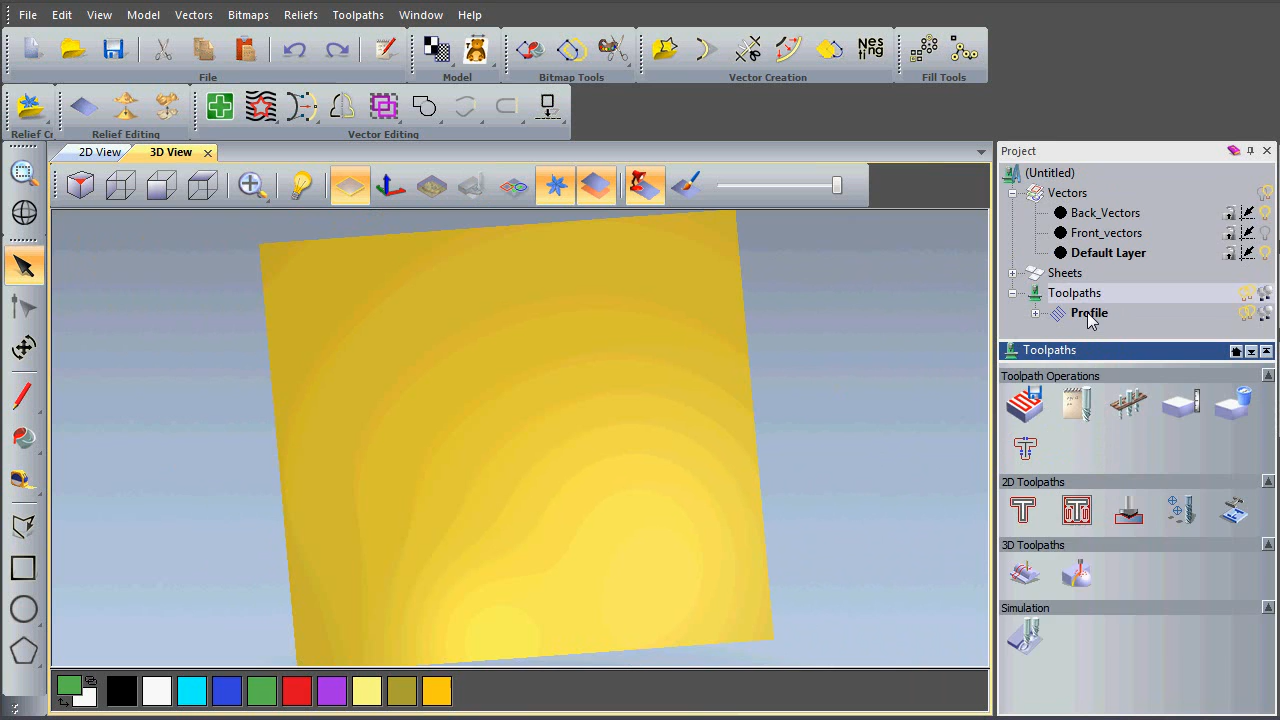 File Edit View Model Vectors Bitmaps Reliefs Toolpaths Window Help
Nes
ting
File Model Bitmap Tools Vector Creation Fill Tools
Relief Cr Relief Editing Vector Editing
2D View 3D View
Project
(Untitled)
Vectors
Back_Vectors
Front_vectors
Default Layer
Sheets
Toolpaths
Profile
Toolpaths
Toolpath Operations
2D Toolpaths
3D Toolpaths
Simulation